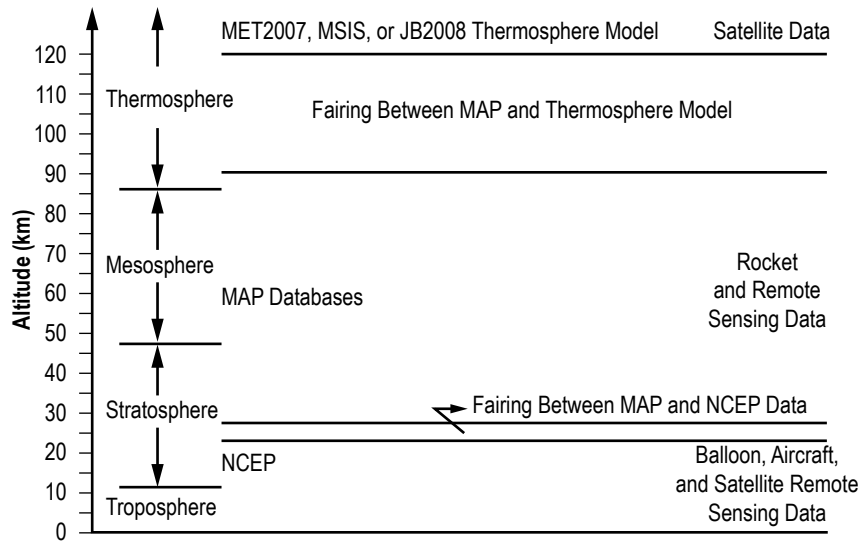 MET2007, MSIS, or JB2008 Thermosphere Model Satellite Data
120
110
Thermosphere
Fairing Between MAP and Thermosphere Model
100
90
80
70
Mesosphere
Rocket
and Remote
Sensing Data
60
MAP Databases
50
40
Stratosphere
Fairing Between MAP and NCEP Data
30
20
NCEP
Balloon, Aircraft,
and Satellite Remote
Sensing Data
10
Troposphere
0
Altitude (km)